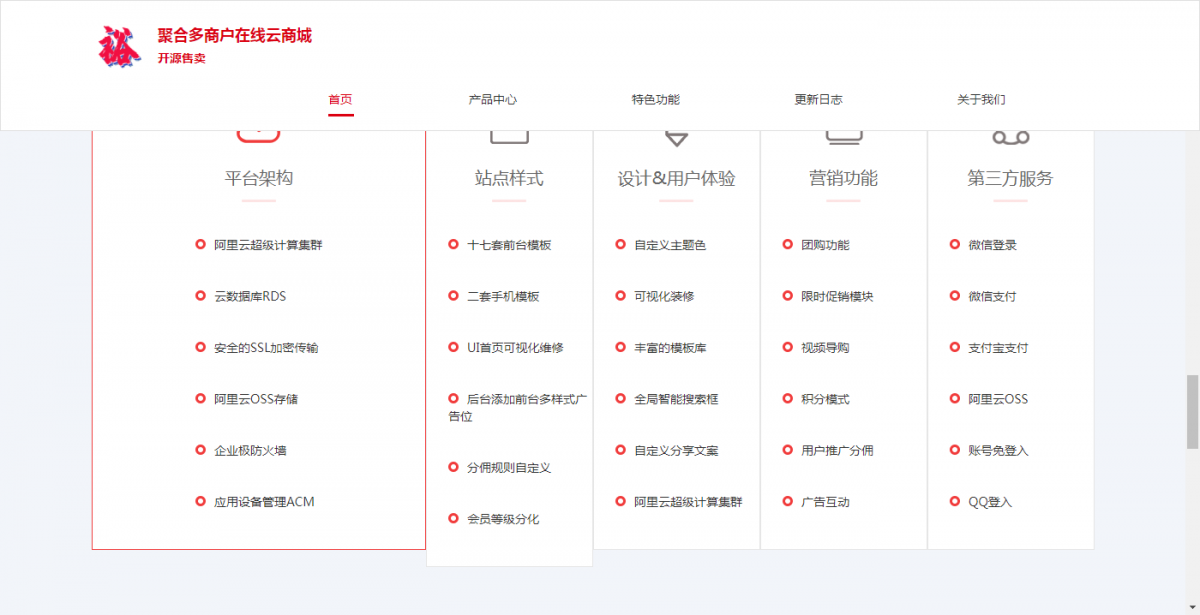 裕
聚合多商户在线云商城
开源售卖
首页
产品中心
特色功能
更新日志
关于我们
平台架构
阿里云超级计算集群
云数据库RDS
安全的SSL加密传输
阿里云OSS存储
企业极防火墙
应用设备管理ACM
站点样式
十七套前台模板
二套手机模板
UI首页可视化维修
后台添加前台多样式广
告位
分佣规则自定义
会员等级分化
设计&用户体验
自定义主题色
可视化装修
丰富的模板库
全局智能搜索框
自定义分享文案
阿里云超级计算集群
营销功能
团购功能
限时促销模块
视频导购
积分模式
用户推广分佣
广告互动
第三方服务
微信登录
微信支付
支付宝支付
阿里云OSS
账号免登入
QQ登入